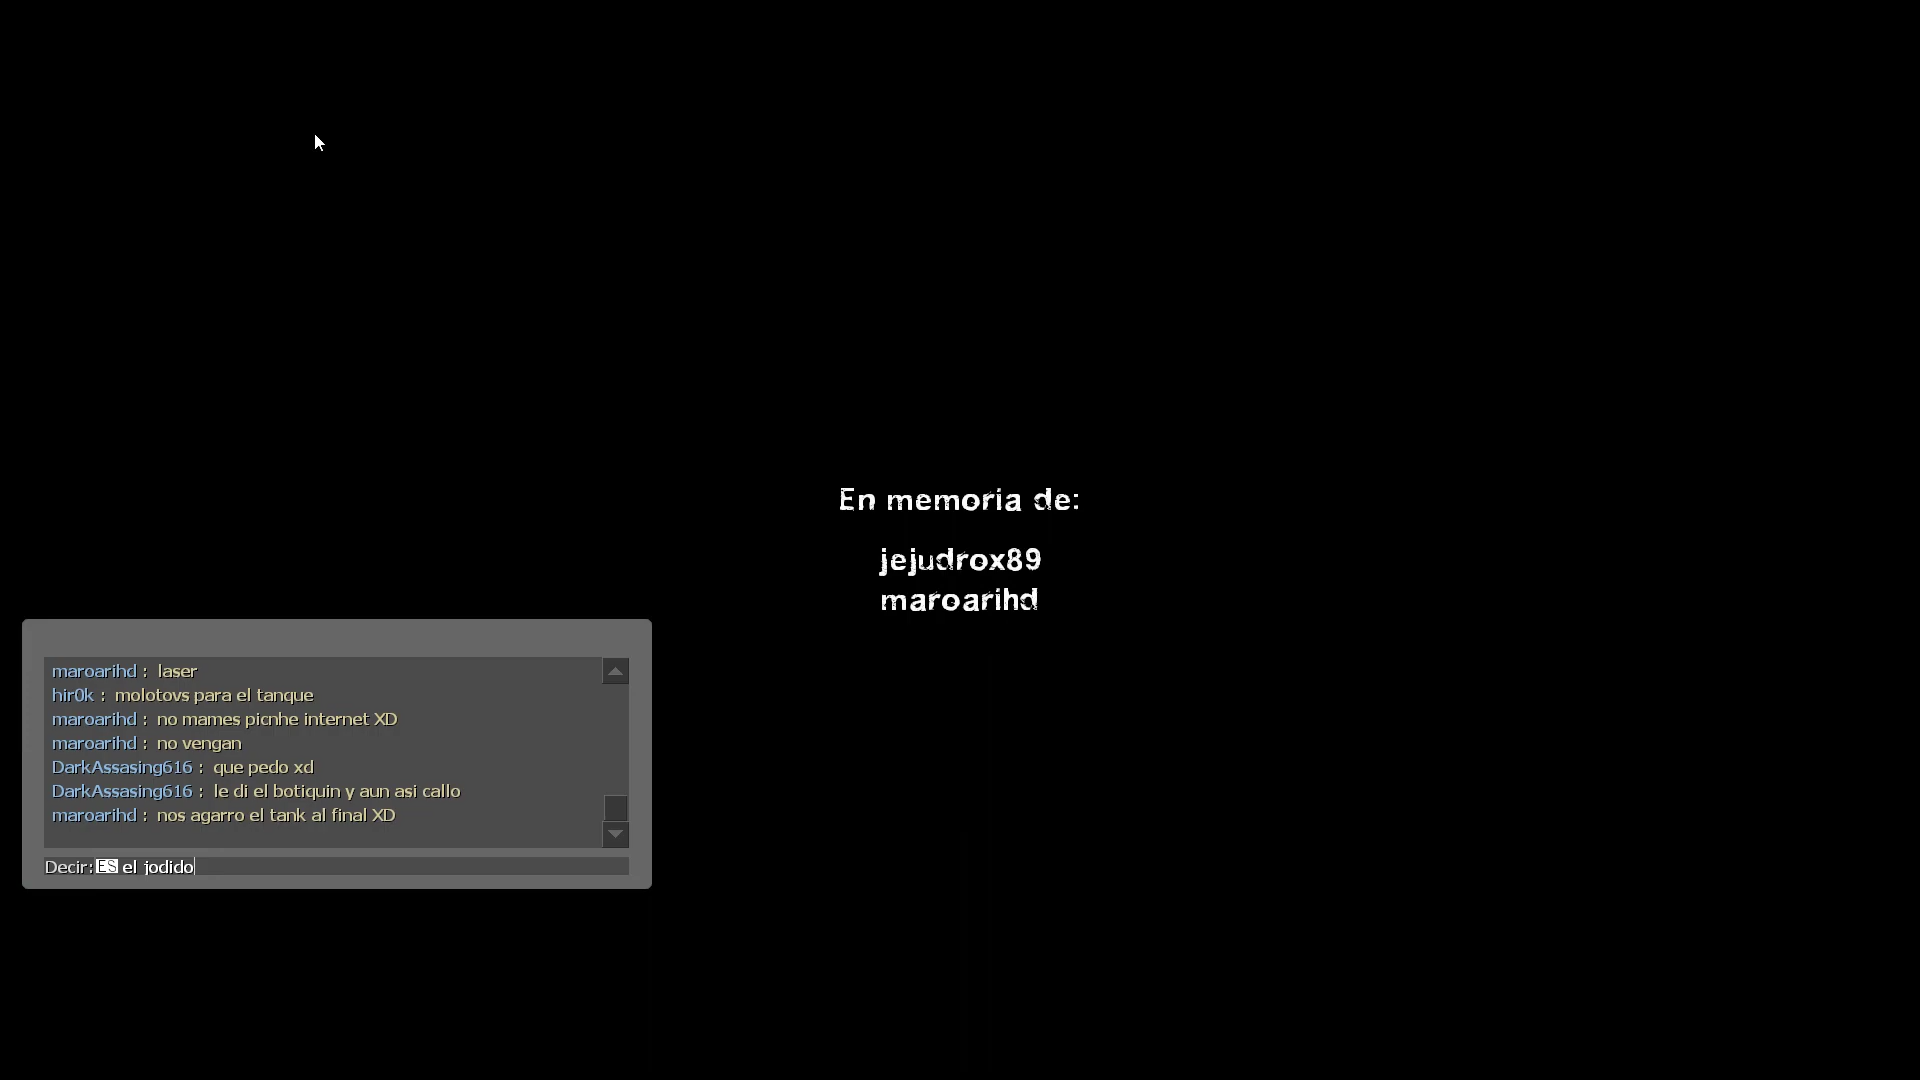 En memoria de:
jejudrox89
maroarihd
maroarihd : laser
hir0k : molotovs para el tanque
maroarihd : no mames picnhe internet XD
maroarihd : no vengan
DarkAssasing616 : que pedo xd
DarkAssasing616 : le di el botiquin y aun asi callo
maroarihd : nos agarro el tank al final XD
Decir: ES el jodido